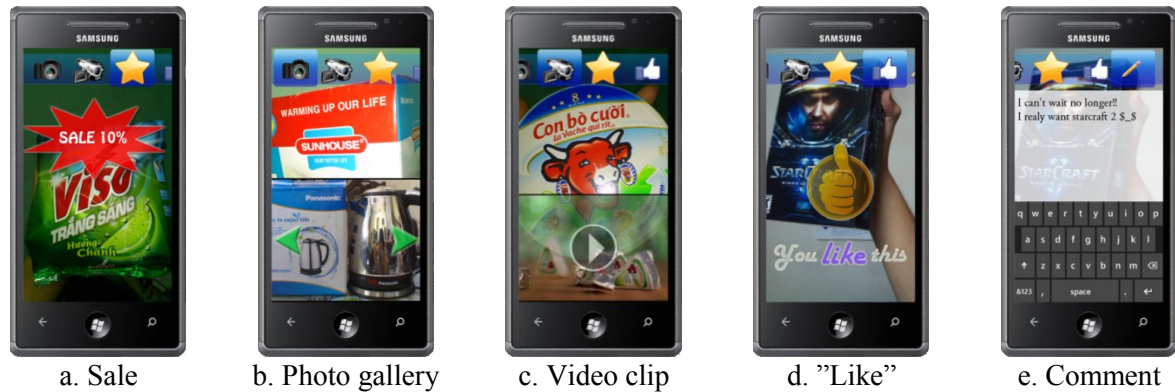 SAMSUNG
SALE 10%
VISO
TRẮNG SÁNG
Hương
Chanh
a. Sale
SAMSUNG
WARMING UP OUR LIFE
SUNHOUSE
Panasonic
Panasonic
b. Photo gallery
SAMSUNG
8
Con bò cười
La Vache qui rit
c. Video clip
SAMSUNG
STARCRAFT
You like this
d. ”Like”
SAMSUNG
I can't wait no longer!!
I realy want starcraft 2 $_$
q w e r t y u i o p
a s d f g h j k l
z x c v b n m
&123 , space .
e. Comment